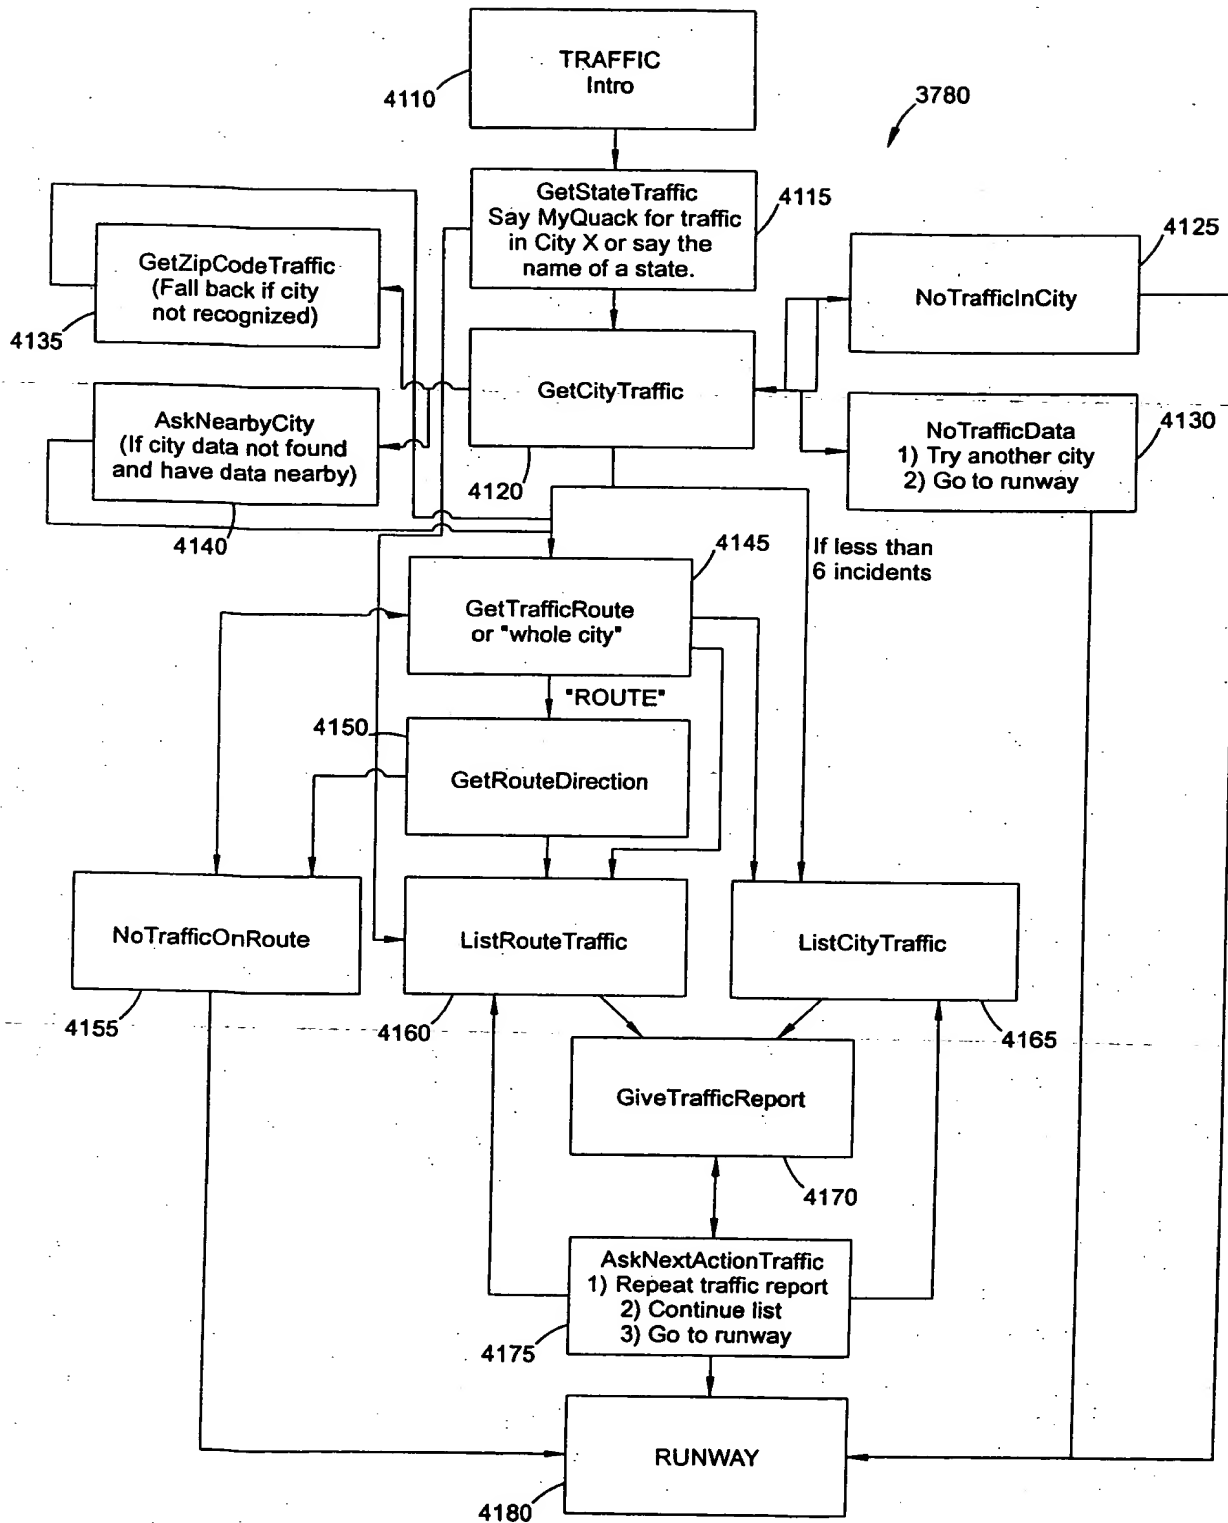 TRAFFIC
Intro
4110
3780
GetStateTraffic
Say MyQuack for traffic
in City X or say the
name of a state.
4115
4125
GetZipCodeTraffic
(Fall back if city
not recognized)
4135
NoTrafficInCity
GetCityTraffic
4120
AskNearbyCity
(If city data not found
and have data nearby)
4140
NoTrafficData
1) Try another city
2) Go to runway
4130
If less than
6 incidents
4145
GetTrafficRoute
or "whole city"
"ROUTE"
4150
GetRouteDirection
NoTrafficOnRoute
4155
ListRouteTraffic
4160
ListCityTraffic
4165
GiveTrafficReport
4170
AskNextActionTraffic
1) Repeat traffic report
2) Continue list
3) Go to runway
4175
RUNWAY
4180